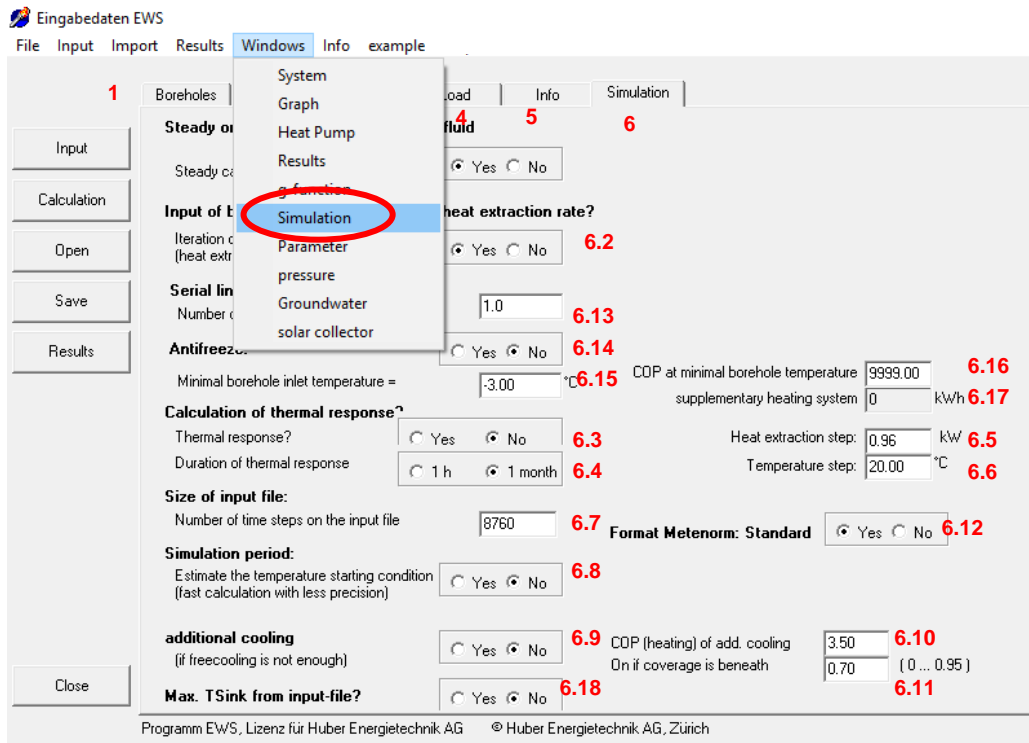 Eingabedaten EWS
File Input Import Results Windows Info example
System
Graph
Heat Pump
Results
g-function
Simulation
Parameter
pressure
Groundwater
solar collector
1 Boreholes Load Info Simulation
4 5 6
Input
Calculation
Open
Save
Results
Close
Steady or fluid
Steady ca Yes No
Input of b heat extraction rate?
Iteration o
(heat extr Yes No 6.2
Serial lin
Number o 1.0 6.13
Antifreeze: Yes No 6.14
Minimal borehole inlet temperature = -3.00 °C 6.15
COP at minimal borehole temperature 9999.00 6.16
supplementary heating system 0 kWh 6.17
Calculation of thermal response?
Thermal response? Yes No 6.3
Heat extraction step: 0.96 kW 6.5
Duration of thermal response 1 h 1 month 6.4
Temperature step: 20.00 °C 6.6
Size of input file:
Number of time steps on the input file 8760 6.7
Format Metenorm: Standard Yes No 6.12
Simulation period:
Estimate the temperature starting condition
(fast calculation with less precision) Yes No 6.8
additional cooling
(if freecooling is not enough) Yes No 6.9
COP (heating) of add. cooling 3.50 6.10
On if coverage is beneath 0.70 ( 0 ... 0.95 )
6.11
Max. TSink from input-file? Yes No 6.18
Programm EWS, Lizenz für Huber Energietechnik AG © Huber Energietechnik AG, Zürich